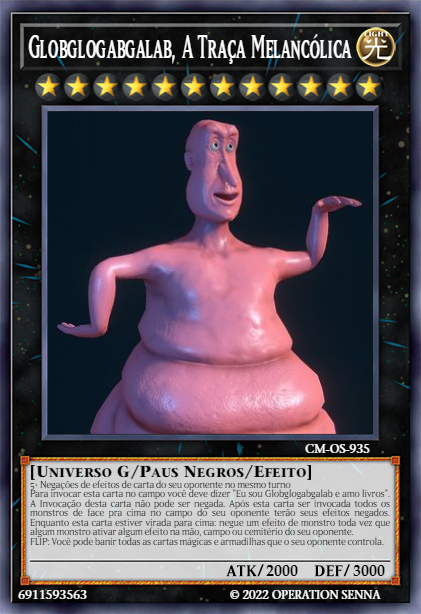 Globglogabgalab, A Traça Melancólica
LIGHT
光
CM-OS-935
[Universo G/Paus Negros/Efeito]
5+ Negações de efeitos de carta do seu oponente no mesmo turno
Para invocar esta carta no campo você deve dizer "Eu sou Globglogabgalab e amo livros".
A Invocação desta carta não pode ser negada. Após esta carta ser invocada todos os
monstros de face pra cima no campo do seu oponente terão seus efeitos negados.
Enquanto esta carta estiver virada para cima: negue um efeito de monstro toda vez que
algum monstro ativar algum efeito na mão, campo ou cemitério do seu oponente.
FLIP: Você pode banir todas as cartas mágicas e armadilhas que o seu oponente controla.
ATK/2000 DEF/3000
6911593563 © 2022 OPERATION SENNA